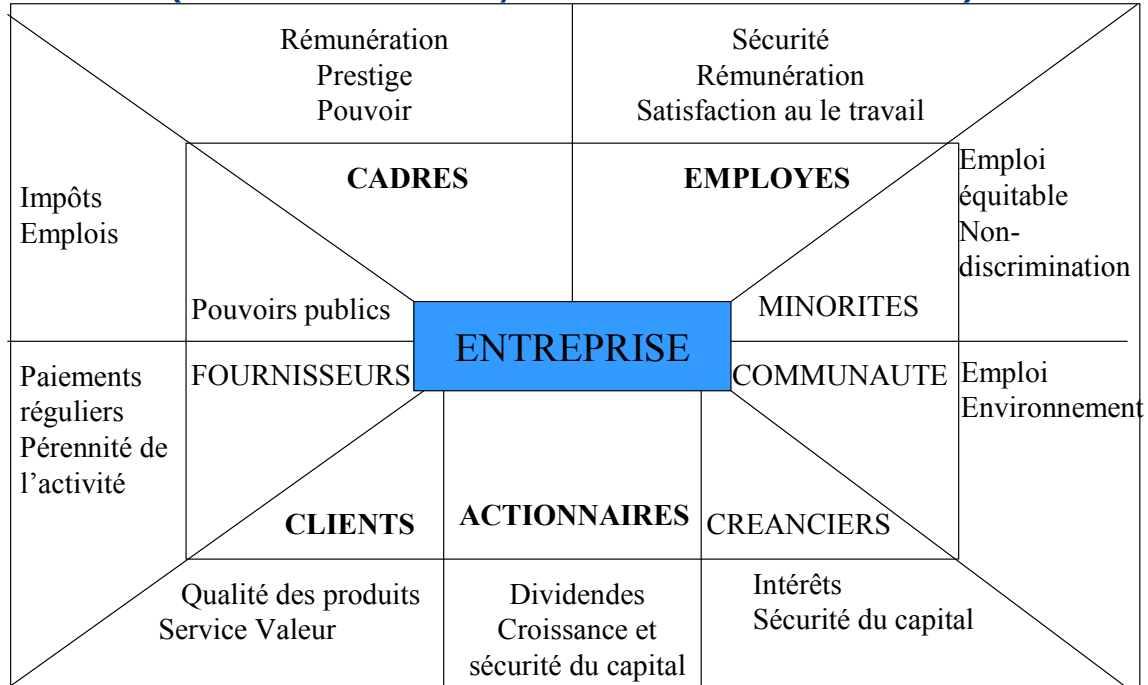 Rémunération
Prestige
Pouvoir
Sécurité
Rémunération
Satisfaction au le travail
CADRES
EMPLOYES
Impôts
Emplois
Emploi
équitable
Non-
discrimination
Pouvoirs publics
MINORITES
ENTREPRISE
FOURNISSEURS
COMMUNAUTE
Paiements
réguliers
Pérennité de
l’activité
Emploi
Environnement
CLIENTS
ACTIONNAIRES
CREANCIERS
Qualité des produits
Service Valeur
Dividendes
Croissance et
sécurité du capital
Intérêts
Sécurité du capital